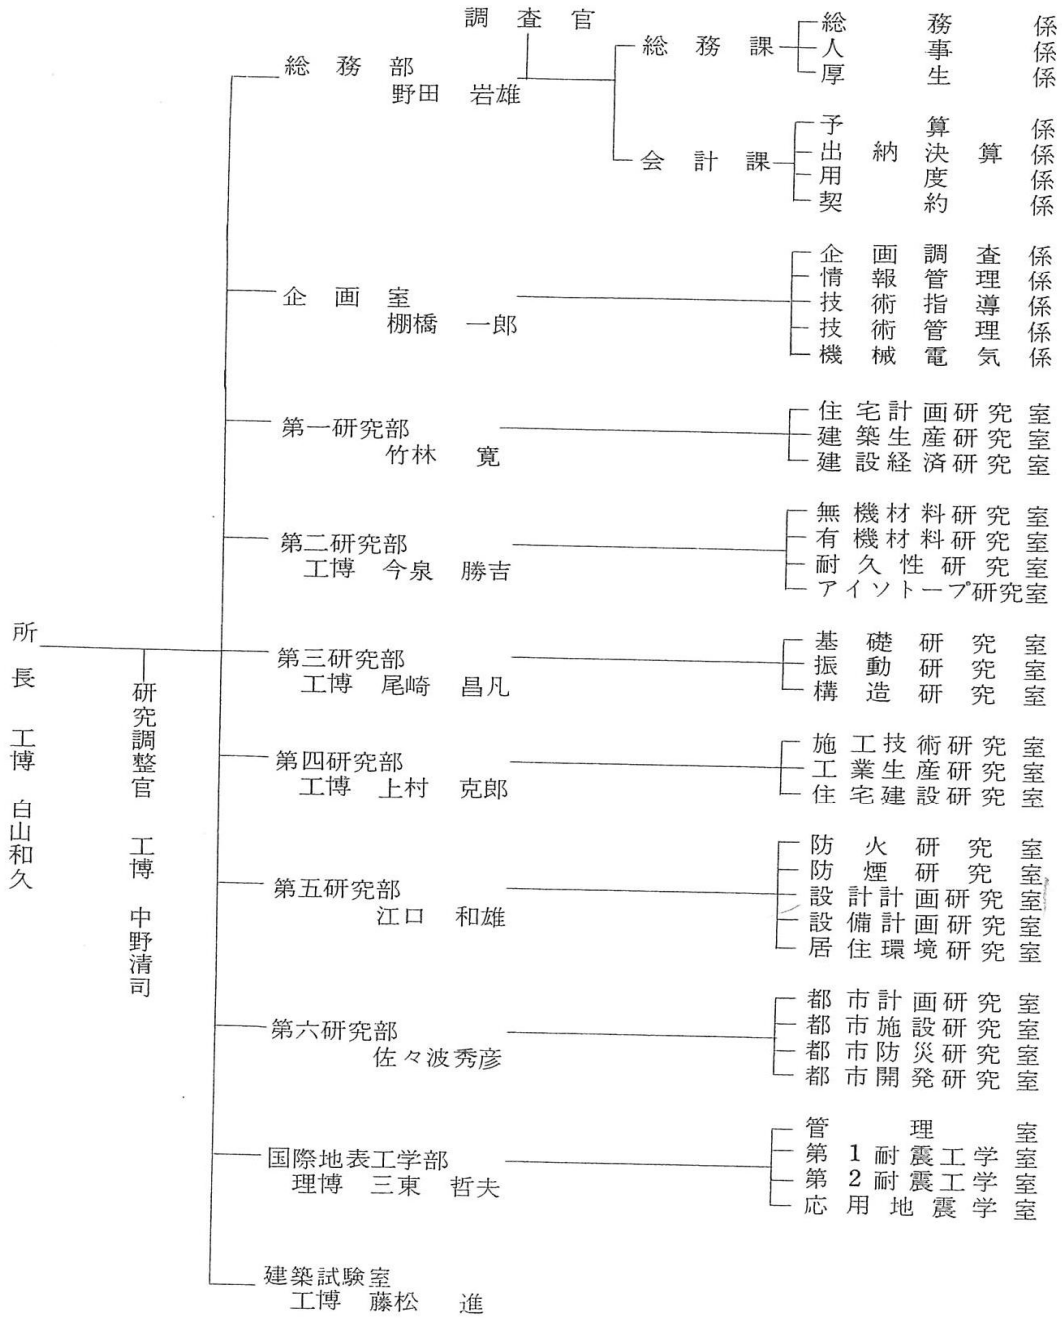 所長 工博 白山和久
研究調整官 工博 中野清司
調査官
総務部
野田 岩雄
総務課
総務係
人事係
厚生係
会計課
予算係
出納決算係
用度係
契約係
企画室
棚橋 一郎
企画調査係
情報管理係
技術指導係
技術管理係
機械電気係
第一研究部
竹林 寛
住宅計画研究室
建築生産研究室
建設経済研究室
第二研究部
工博 今泉 勝吉
無機材料研究室
有機材料研究室
耐久性研究室
アイソトープ研究室
第三研究部
工博 尾崎 昌凡
基礎研究室
振動研究室
構造研究室
第四研究部
工博 上村 克郎
施工技術研究室
工業生産研究室
住宅建設研究室
第五研究部
江口 和雄
防火研究室
防煙研究室
設計計画研究室
設備計画研究室
居住環境研究室
第六研究部
佐々波秀彦
都市計画研究室
都市施設研究室
都市防災研究室
都市開発研究室
国際地表工学部
理博 三東 哲夫
管理室
第1耐震工学室
第2耐震工学室
応用地震学室
建築試験室
工博 藤松 進